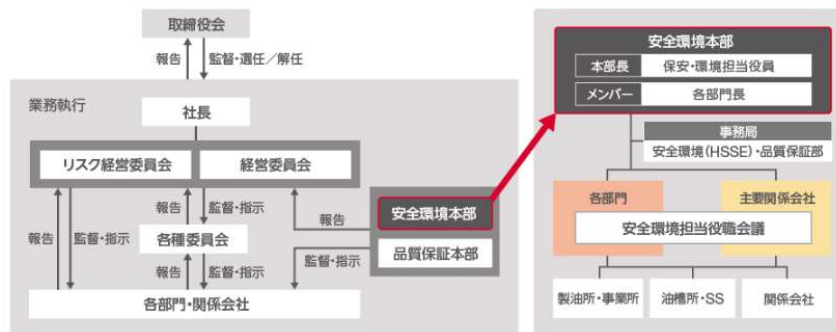 取締役会
報告
監督・選任／解任
業務執行
社長
リスク経営委員会
経営委員会
報告
監督・指示
報告
監督・指示
各種委員会
報告
監督・指示
各部門・関係会社
報告
安全環境本部
品質保証本部
監督・指示
安全環境本部
本部長
保安・環境担当役員
メンバー
各部門長
事務局
安全環境（HSSE）・品質保証部
各部門
主要関係会社
安全環境担当役職会議
製油所・事業所
油槽所・SS
関係会社